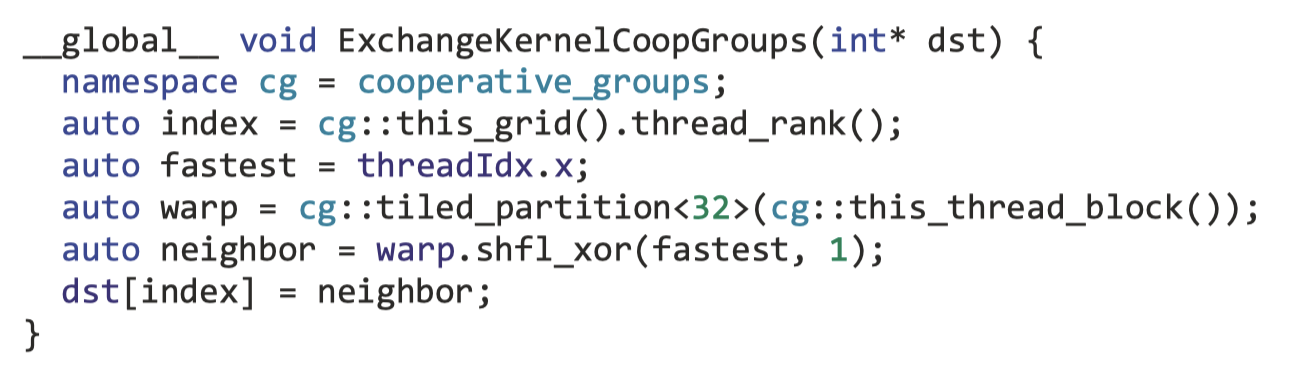 __global__ void ExchangeKernelCoopGroups(int* dst) {
  namespace cg = cooperative_groups;
  auto index = cg::this_grid().thread_rank();
  auto fastest = threadIdx.x;
  auto warp = cg::tiled_partition<32>(cg::this_thread_block());
  auto neighbor = warp.shfl_xor(fastest, 1);
  dst[index] = neighbor;
}